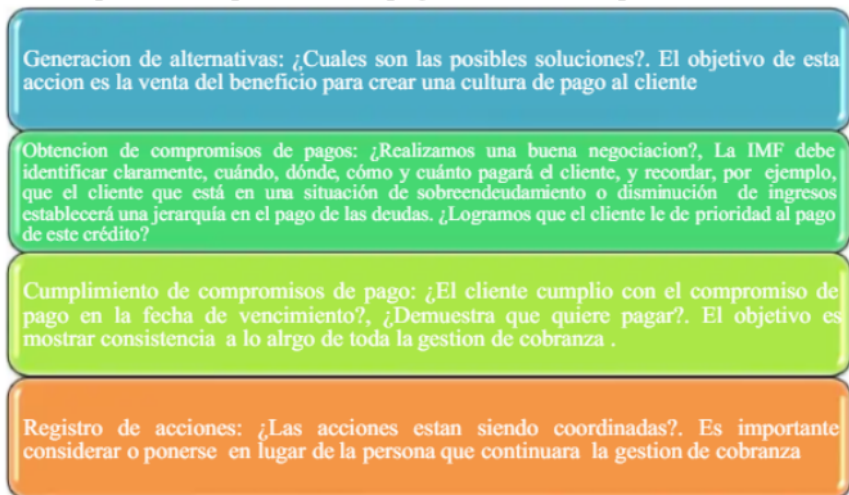 Generacion de alternativas: ¿Cuales son las posibles soluciones?. El objetivo de esta
accion es la venta del beneficio para crear una cultura de pago al cliente
Obtencion de compromisos de pagos: ¿Realizamos una buena negociacion?, La IMF debe
identificar claramente, cuándo, dónde, cómo y cuánto pagará el cliente, y recordar, por ejemplo,
que el cliente que está en una situación de sobreendeudamiento o disminución de ingresos
establecerá una jerarquía en el pago de las deudas. ¿Logramos que el cliente le de prioridad al pago
de este crédito?
Cumplimiento de compromisos de pago: ¿El cliente cumplio con el compromiso de
pago en la fecha de vencimiento?, ¿Demuestra que quiere pagar?. El objetivo es
mostrar consistencia a lo alrgo de toda la gestion de cobranza .
Registro de acciones: ¿Las acciones estan siendo coordinadas?. Es importante
considerar o ponerse en lugar de la persona que continuara la gestion de cobranza